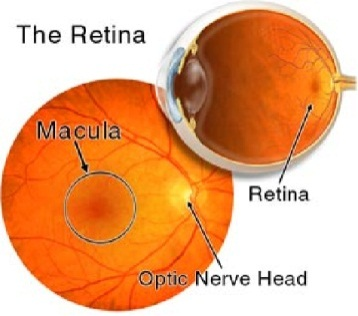 The Retina
Macula
Retina
Optic Nerve Head